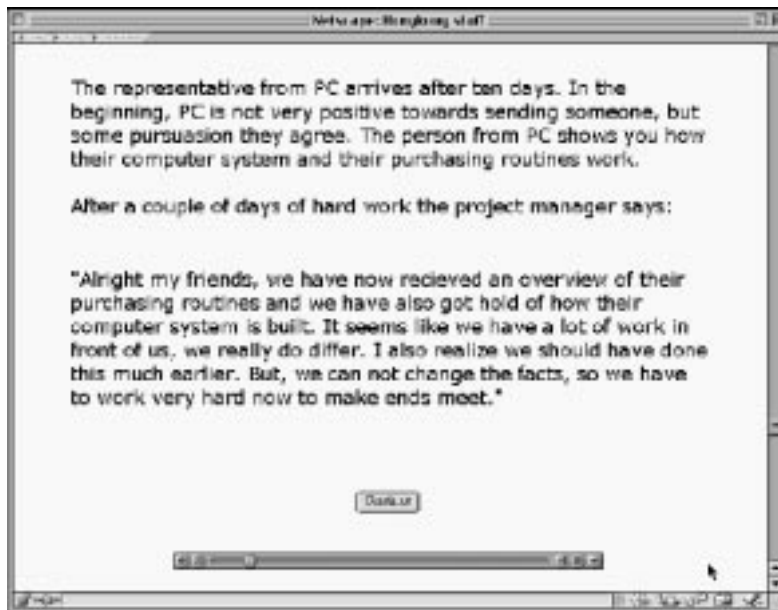 Netscape: Hongkong staff
The representative from PC arrives after ten days. In the
beginning, PC is not very positive towards sending someone, but
some pursuasion they agree. The person from PC shows you how
their computer system and their purchasing routines work.
After a couple of days of hard work the project manager says:
"Alright my friends, we have now recieved an overview of their
purchasing routines and we have also got hold of how their
computer system is built. It seems like we have a lot of work in
front of us, we really do differ. I also realize we should have done
this much earlier. But, we can not change the facts, so we have
to work very hard now to make ends meet."